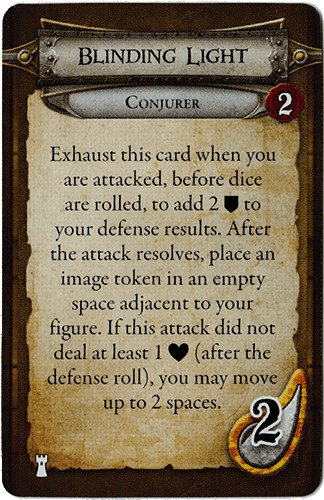 Blinding Light
Conjurer
2
Exhaust this card when you
are attacked, before dice
are rolled, to add 2 to
your defense results. After
the attack resolves, place an
image token in an empty
space adjacent to your
figure. If this attack did not
deal at least 1 (after the
defense roll), you may move
up to 2 spaces.
2